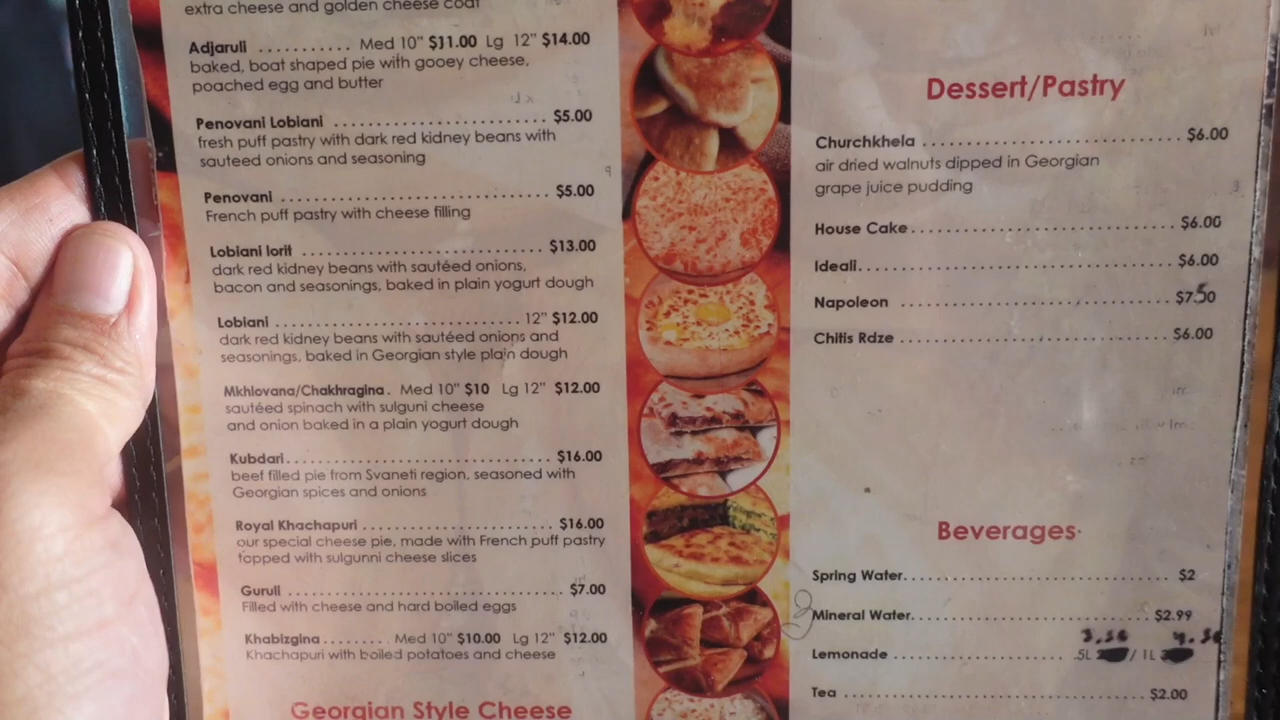 extra cheese and golden cheese coat
Adjaruli .......... Med 10" $11.00 Lg 12" $14.00
baked, boat shaped pie with gooey cheese,
poached egg and butter
Penovani Lobiani .......................... $5.00
fresh puff pastry with dark red kidney beans with
sauteed onions and seasoning
Penovani .................................. $5.00
French puff pastry with cheese filling
Lobiani lorit ............................. $13.00
dark red kidney beans with sautéed onions,
bacon and seasonings, baked in plain yogurt dough
Lobiani ............................. 12" $12.00
dark red kidney beans with sautéed onions and
seasonings, baked in Georgian style plain dough
Mkhlovana/Chakhragina. Med 10" $10 Lg 12" $12.00
sautéed spinach with sulguni cheese
and onion baked in a plain yogurt dough
Kubdari.................................... $16.00
beef filled pie from Svaneti region, seasoned with
Georgian spices and onions
Royal Khachapuri .......................... $16.00
our special cheese pie, made with French puff pastry
topped with sulgunni cheese slices
Guruli .................................... $7.00
Filled with cheese and hard boiled eggs
Khabizgina........ Med 10" $10.00 Lg 12" $12.00
Khachapuri with boiled potatoes and cheese
Georgian Style Cheese
Dessert/Pastry
Churchkhela ............................... $6.00
air dried walnuts dipped in Georgian
grape juice pudding
House Cake................................. $6.00
Ideali..................................... $6.00
Napoleon .................................. $7.50
Chitis Rdze ............................... $6.00
Beverages
Spring Water............................... $2
Mineral Water.............................. $2.99
Lemonade ........................ .5L / 1L
Tea ....................................... $2.00